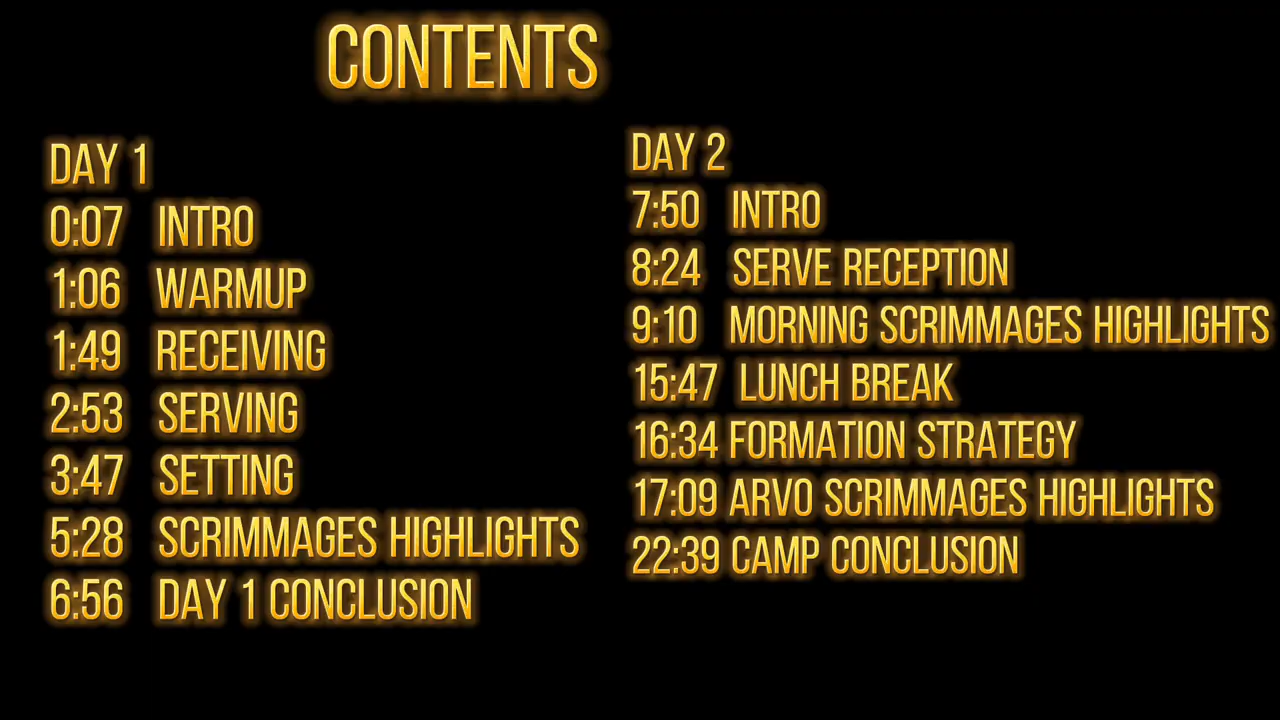 CONTENTS
DAY 1
0:07 INTRO
1:06 WARMUP
1:49 RECEIVING
2:53 SERVING
3:47 SETTING
5:28 SCRIMMAGES HIGHLIGHTS
6:56 DAY 1 CONCLUSION
DAY 2
7:50 INTRO
8:24 SERVE RECEPTION
9:10 MORNING SCRIMMAGES HIGHLIGHTS
15:47 LUNCH BREAK
16:34 FORMATION STRATEGY
17:09 ARVO SCRIMMAGES HIGHLIGHTS
22:39 CAMP CONCLUSION